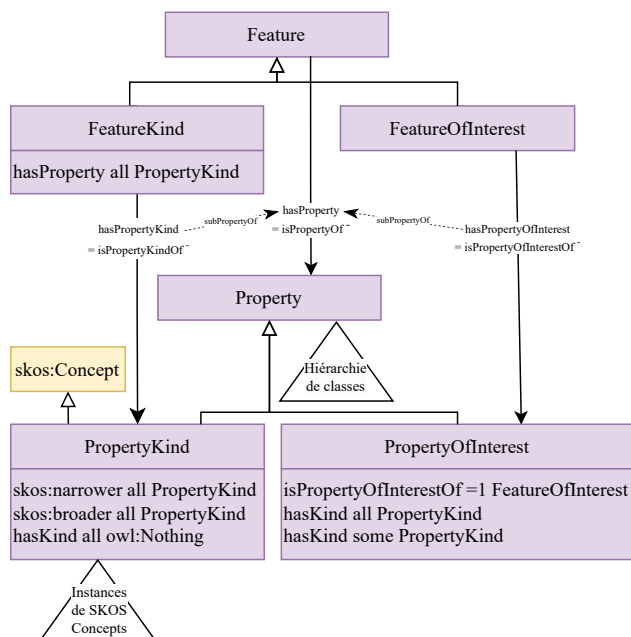 Feature
FeatureKind
hasProperty all PropertyKind
FeatureOfInterest
hasPropertyKind
= isPropertyKindOf⁻
subPropertyOf
hasProperty
= isPropertyOf⁻
subPropertyOf
hasPropertyOfInterest
= isPropertyOfInterestOf⁻
Property
Hiérarchie
de classes
skos:Concept
PropertyKind
skos:narrower all PropertyKind
skos:broader all PropertyKind
hasKind all owl:Nothing
PropertyOfInterest
isPropertyOfInterestOf =1 FeatureOfInterest
hasKind all PropertyKind
hasKind some PropertyKind
Instances
de SKOS
Concepts